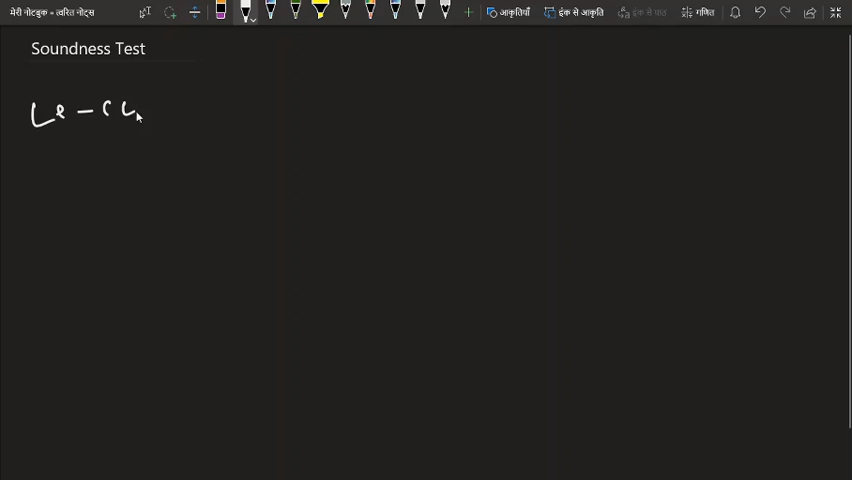 मेरी नोटबुक » त्वरित नोट्स
आकृतियाँ
इंक से आकृति
इंक से पाठ
गणित
Soundness Test
Le - C